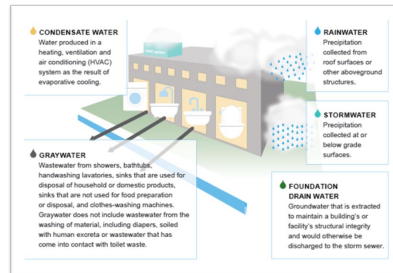 CONDENSATE WATER
Water produced in a
heating, ventilation and
air conditioning (HVAC)
system as the result of
evaporative cooling.
RAINWATER
Precipitation
collected from
roof surfaces or
other aboveground
structures.
STORMWATER
Precipitation
collected at or
below grade
surfaces.
GRAYWATER
Wastewater from showers, bathtubs,
handwashing lavatories, sinks that are used for
disposal of household or domestic products,
sinks that are not used for food preparation
or disposal, and clothes-washing machines.
Graywater does not include wastewater from the
washing of material, including diapers, soiled
with human excreta or wastewater that has
come into contact with toilet waste.
FOUNDATION
DRAIN WATER
Groundwater that is extracted
to maintain a building's or
facility's structural integrity
and would otherwise be
discharged to the storm sewer.